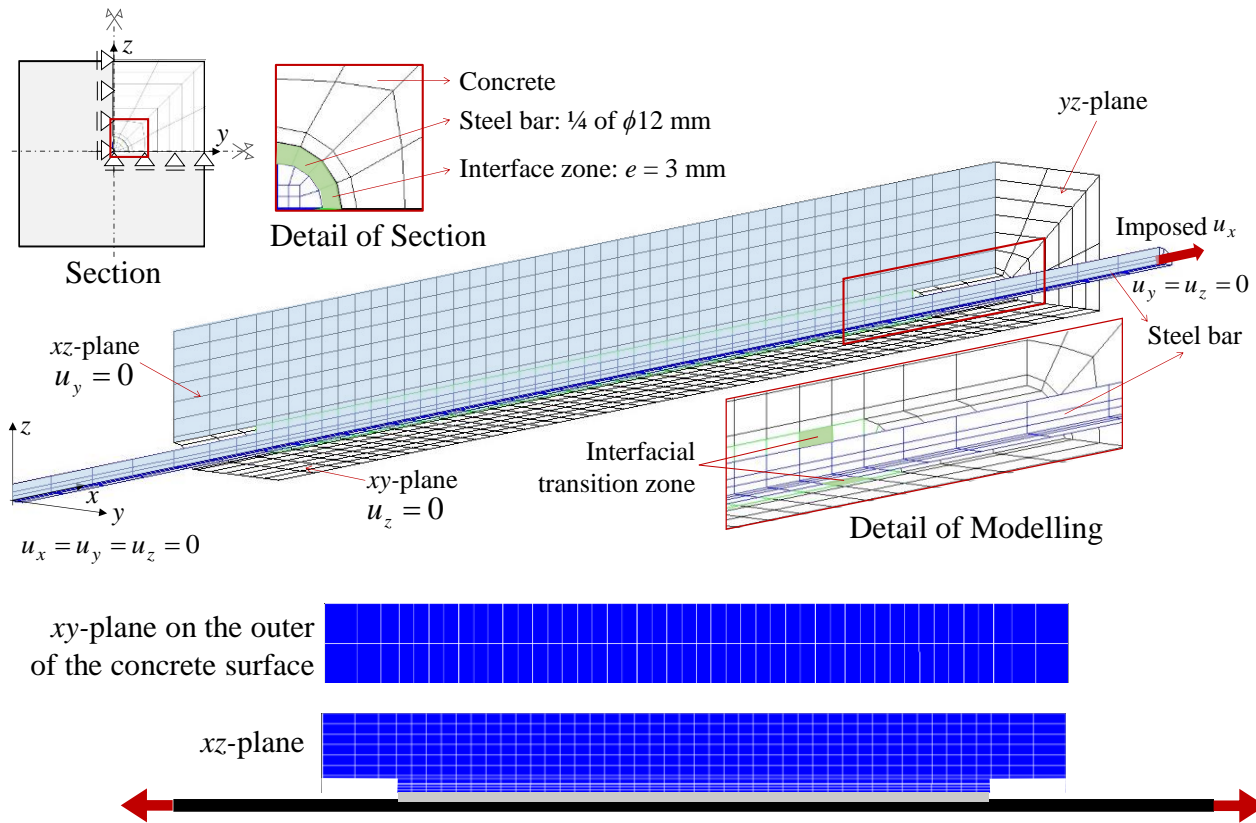 z
y
Section
Concrete
Steel bar: ¼ of ϕ12 mm
Interface zone: e = 3 mm
Detail of Section
yz-plane
Imposed u_x
u_y = u_z = 0
Steel bar
xz-plane
u_y = 0
z
x
y
u_x = u_y = u_z = 0
xy-plane
u_z = 0
Interfacial
transition zone
Detail of Modelling
xy-plane on the outer
of the concrete surface
xz-plane